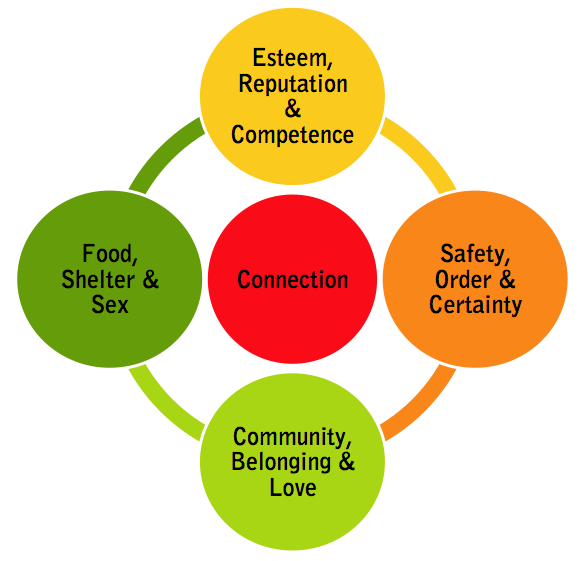 Esteem,
Reputation
&
Competence
Food,
Shelter &
Sex
Connection
Safety,
Order &
Certainty
Community,
Belonging &
Love